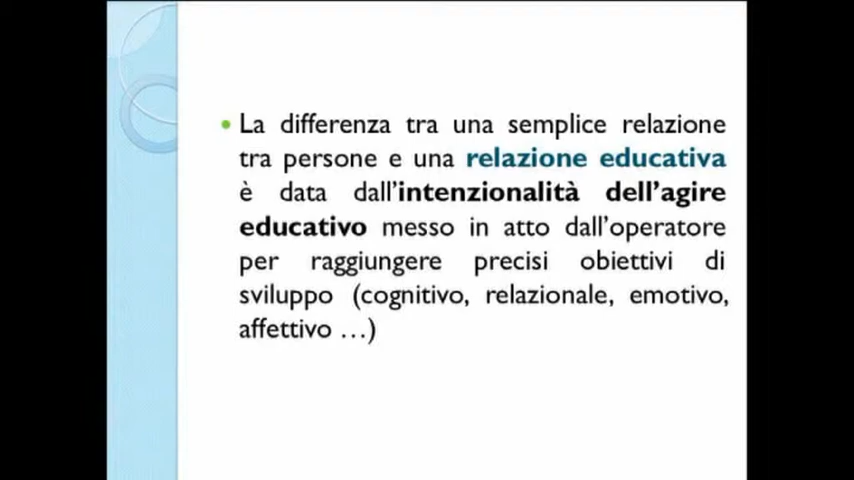 La differenza tra una semplice relazione
tra persone e una relazione educativa
è data dall'intenzionalità dell'agire
educativo messo in atto dall'operatore
per raggiungere precisi obiettivi di
sviluppo (cognitivo, relazionale, emotivo,
affettivo …)